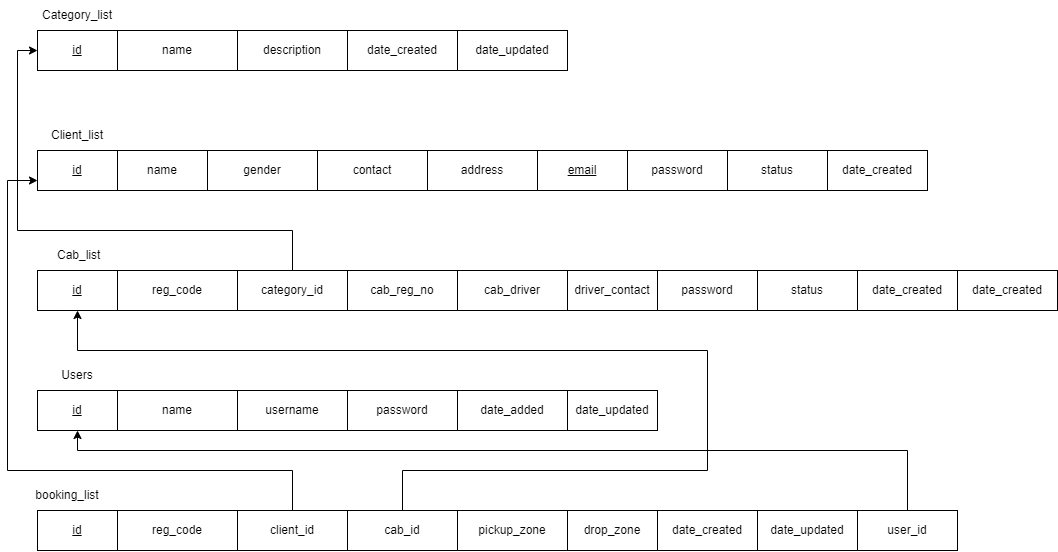 Category_list
id name description date_created date_updated
Client_list
id name gender contact address email password status date_created
Cab_list
id reg_code category_id cab_reg_no cab_driver driver_contact password status date_created date_created
Users
id name username password date_added date_updated
booking_list
id reg_code client_id cab_id pickup_zone drop_zone date_created date_updated user_id